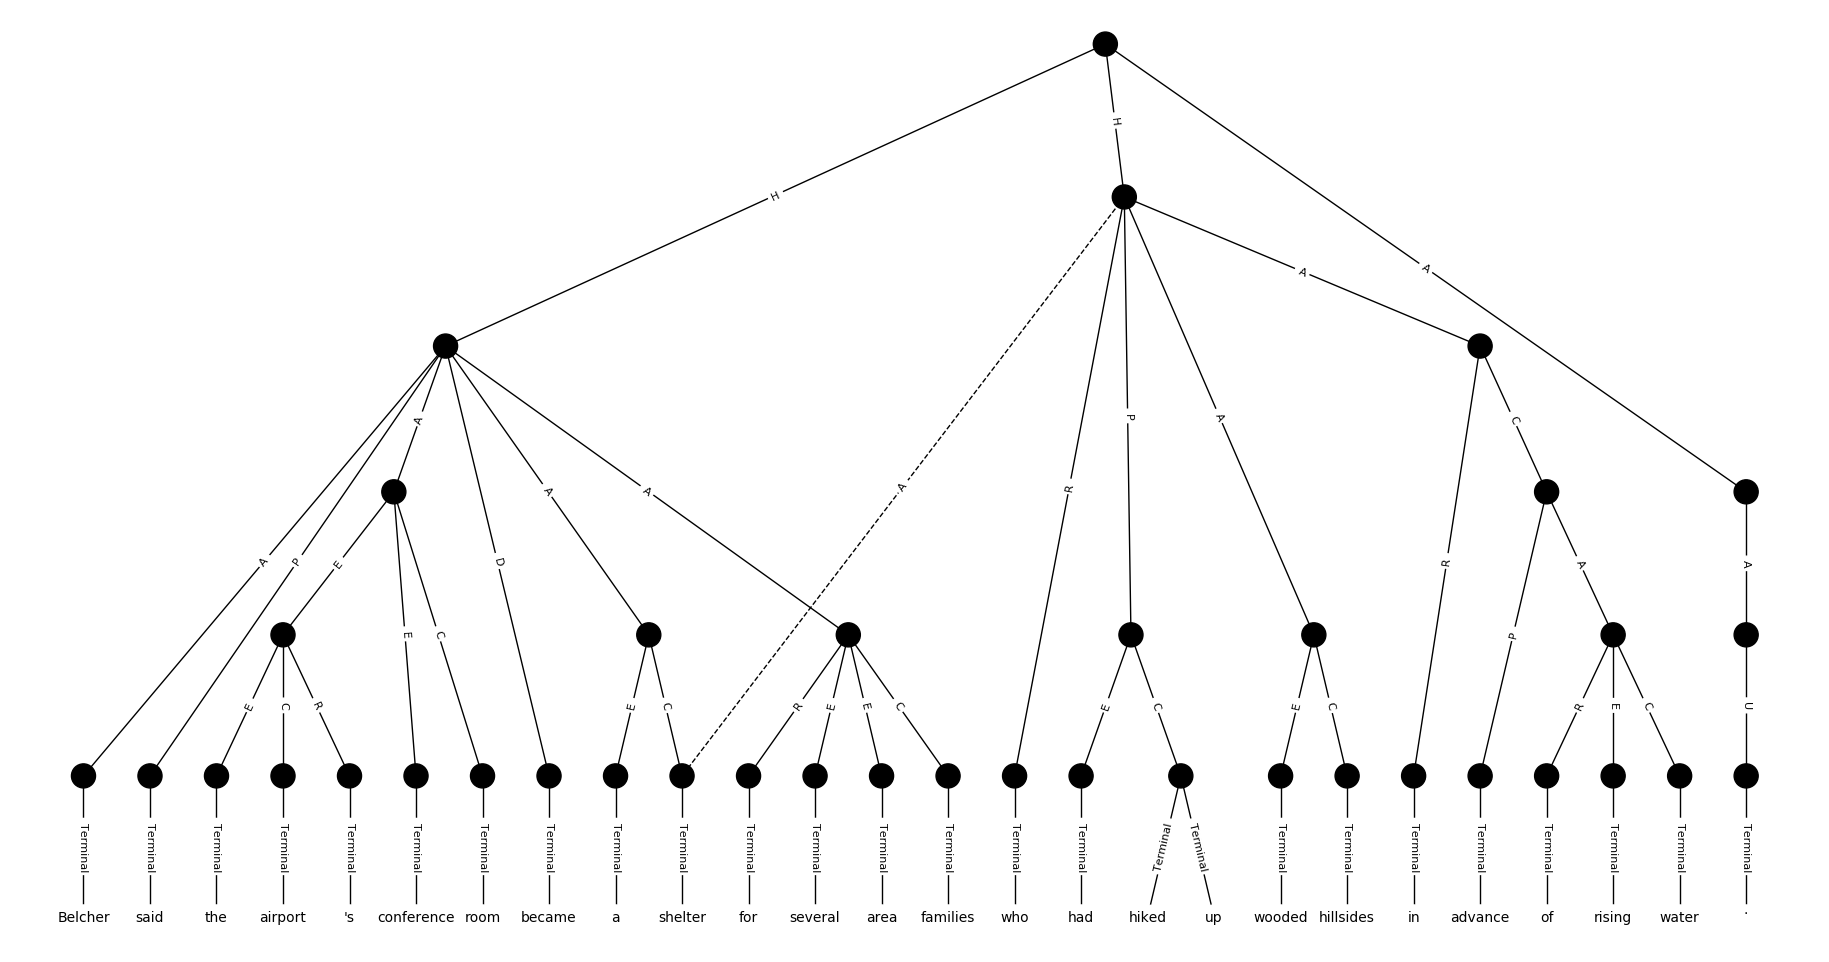 H
H
A
A
A
A
P
A
C
D
A
A
A
R
P
A
A
P
E
R
A
E
C
R
P
E
C
R
E
C
E
C
R
E
E
C
E
C
E
C
R
E
C
U
Terminal Terminal Terminal Terminal Terminal Terminal Terminal Terminal Terminal Terminal Terminal Terminal Terminal Terminal Terminal Terminal Terminal Terminal Terminal Terminal Terminal Terminal Terminal Terminal Terminal Terminal
Belcher said the airport 's conference room became a shelter for several area families who had hiked up wooded hillsides in advance of rising water .